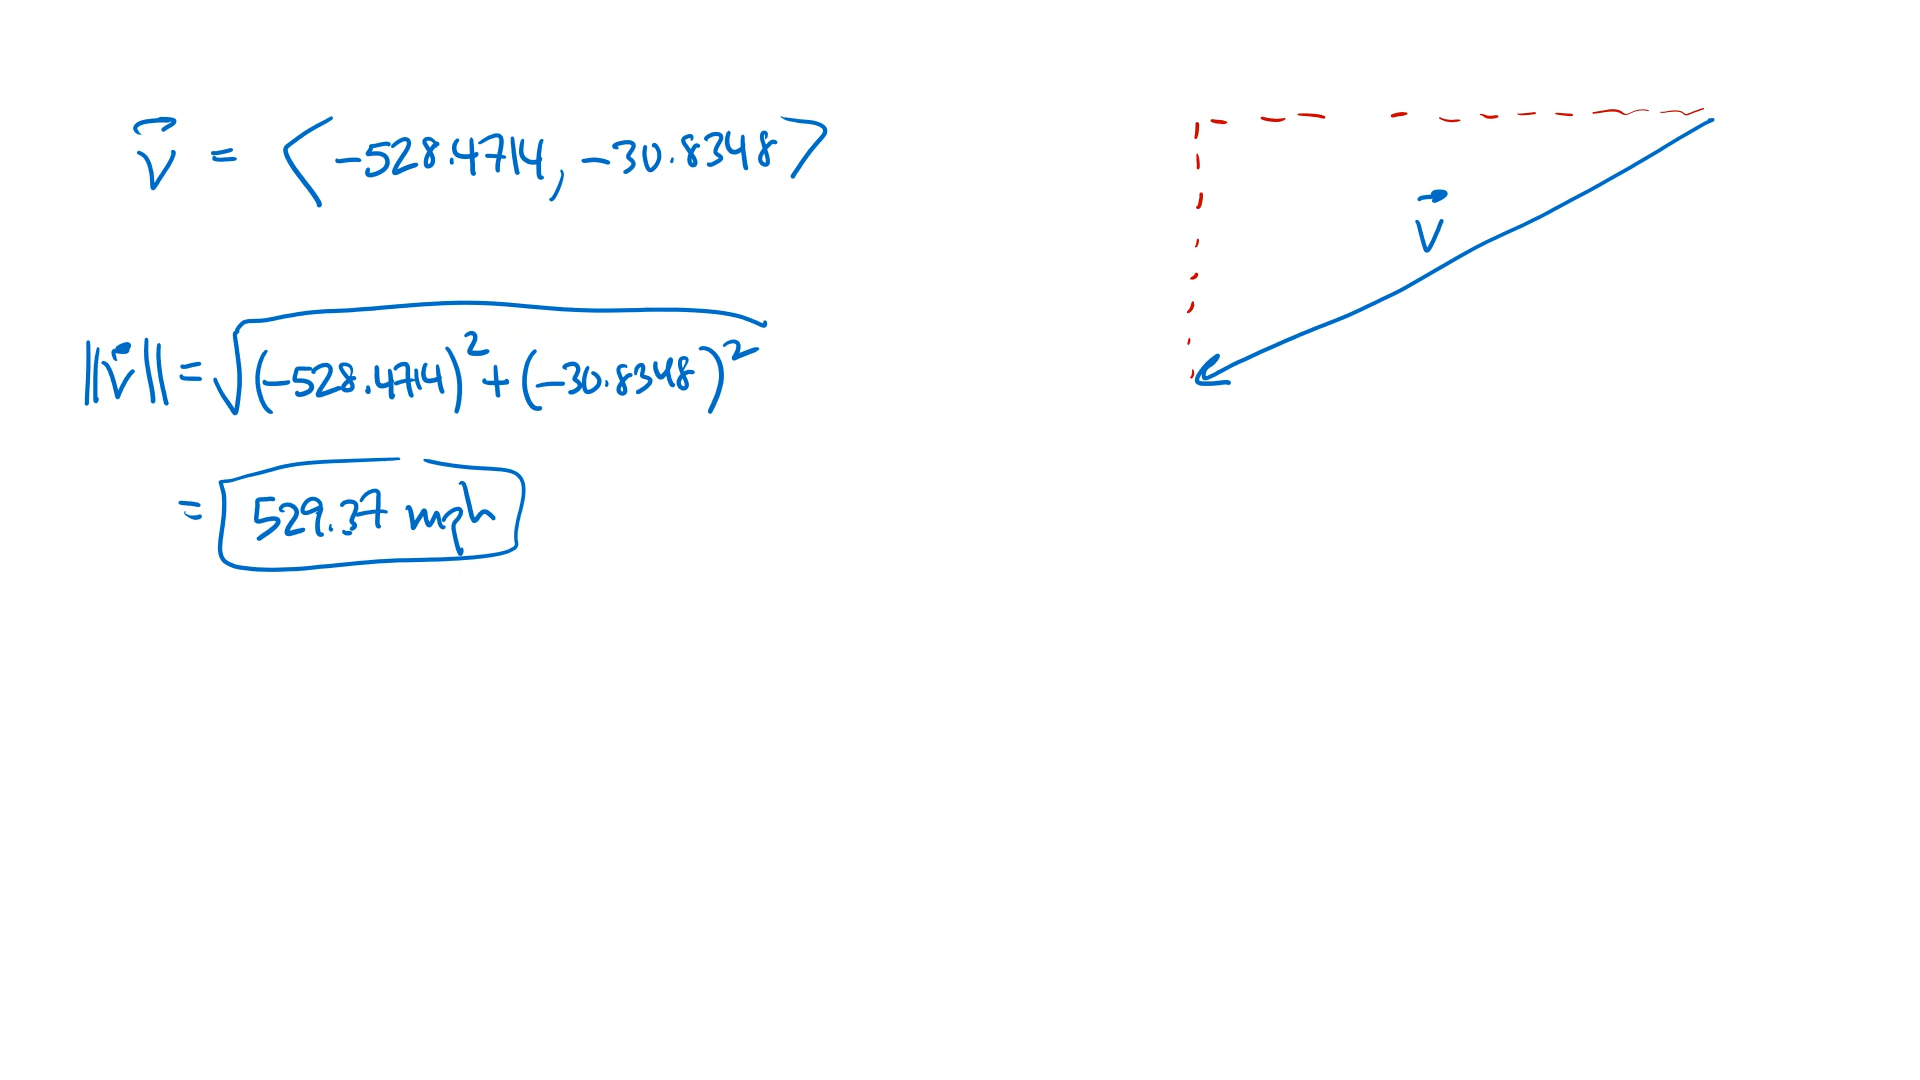 v⃗ = ⟨-528.4714, -30.8348⟩
||v⃗|| = √((-528.4714)² + (-30.8348)²)
= 529.37 mph
v⃗